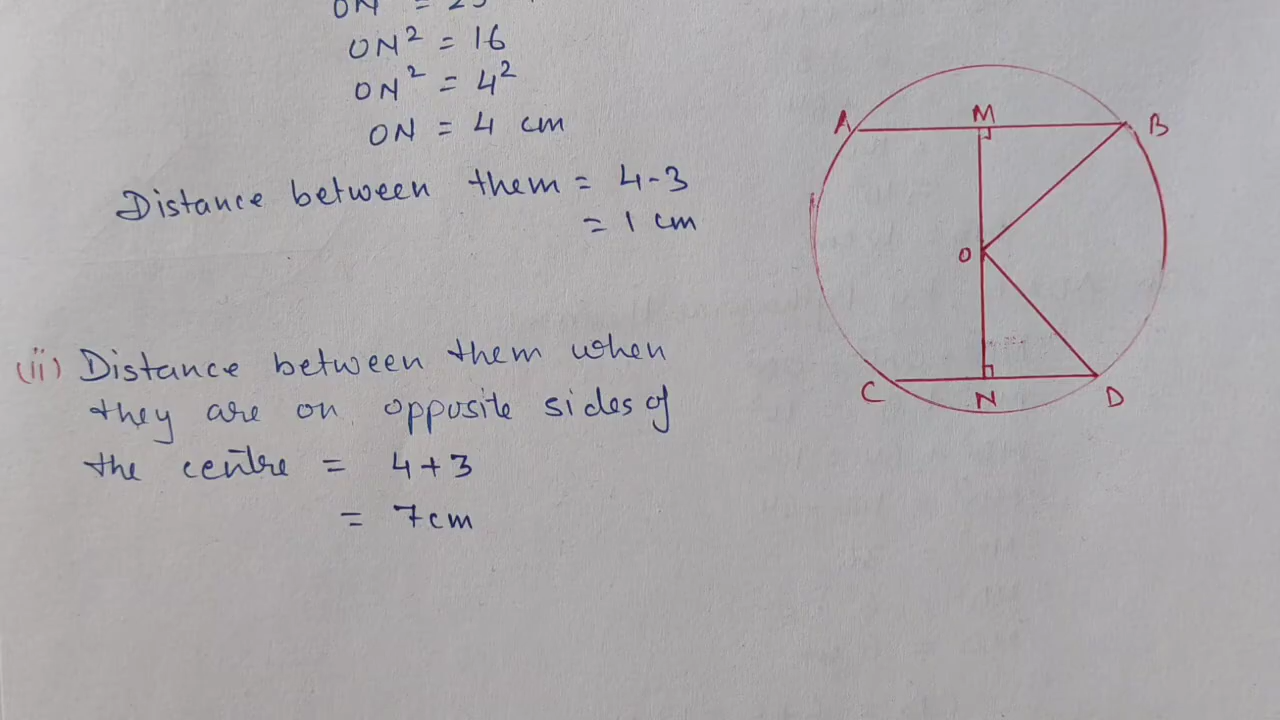 ON² = 16
ON² = 4²
ON = 4 cm
Distance between them = 4-3
= 1 cm
(ii) Distance between them when
they are on opposite sides of
the centre = 4+3
= 7cm
A M B
O
C N D